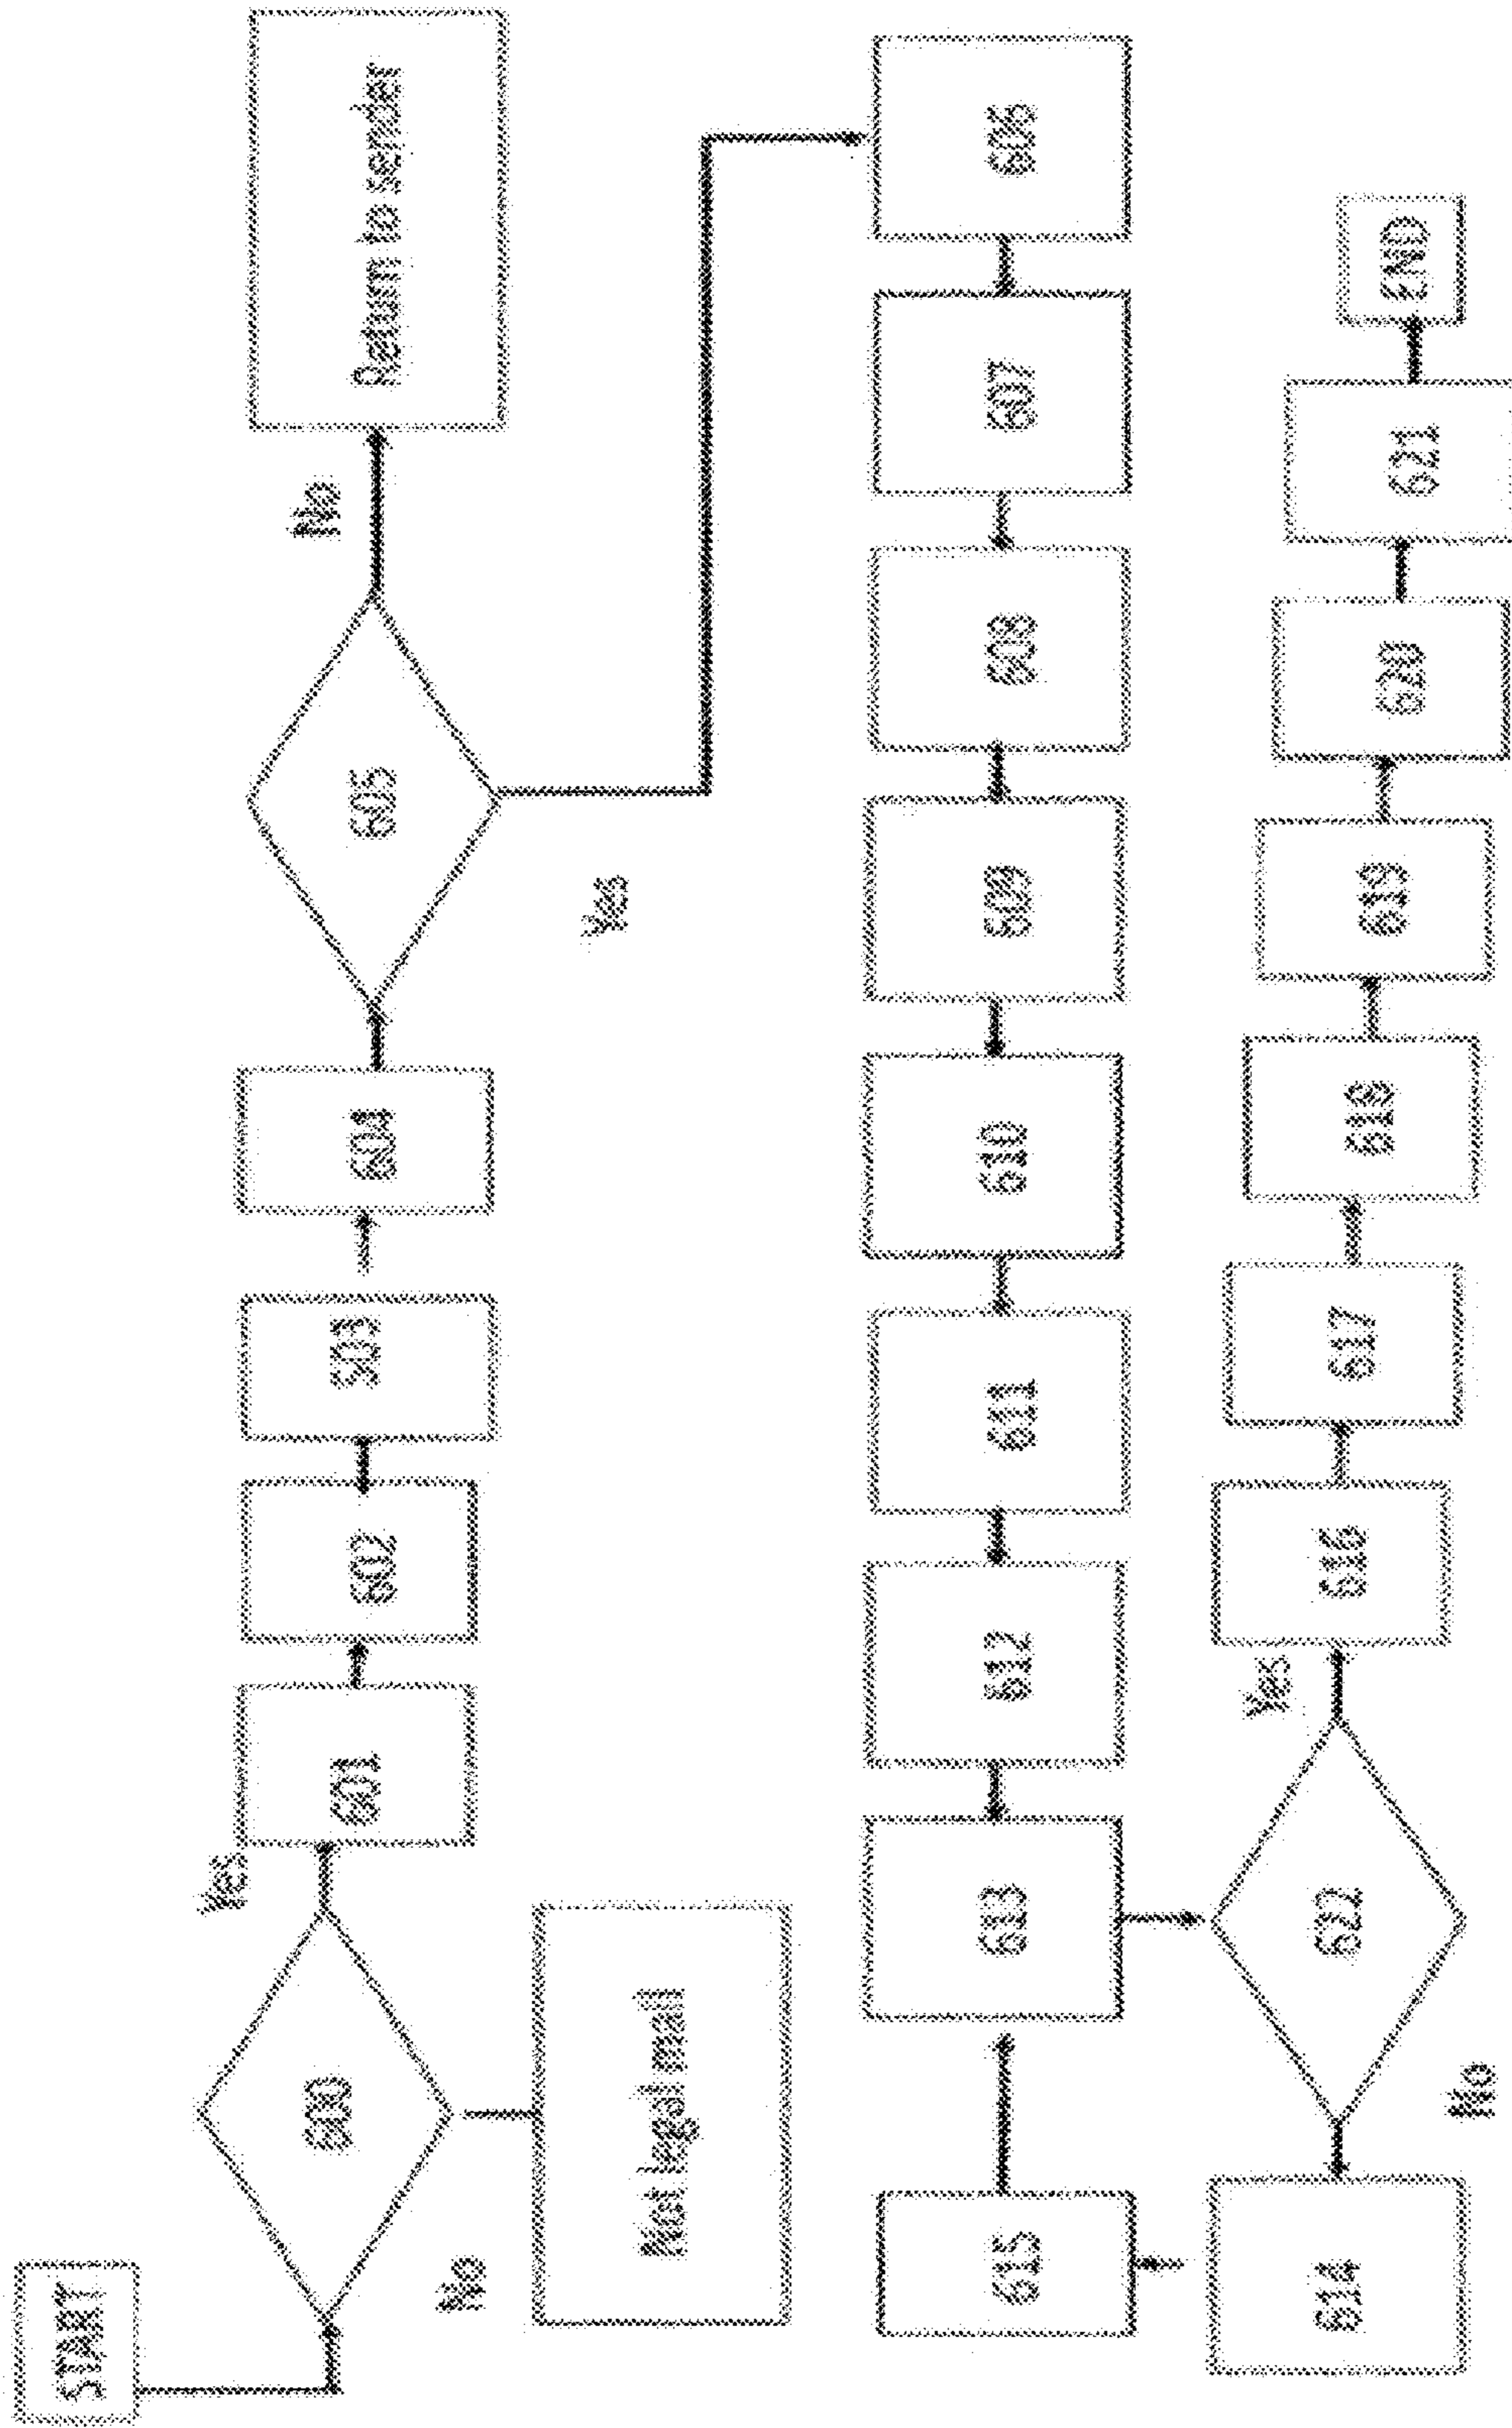 START
600
Yes
601
602
603
604
605
No
Return to sender
No
Not legal mail
Yes
615
613
612
611
610
609
608
607
606
614
No
622
Yes
616
617
618
619
620
621
END